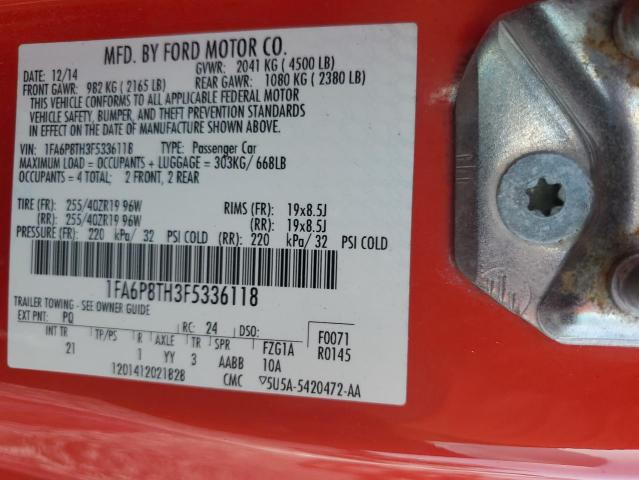 MFD. BY FORD MOTOR CO.
DATE: 12/14 GVWR: 2041 KG ( 4500 LB)
FRONT GAWR: 982 KG ( 2165 LB) REAR GAWR: 1080 KG ( 2380 LB)
THIS VEHICLE CONFORMS TO ALL APPLICABLE FEDERAL MOTOR
VEHICLE SAFETY, BUMPER, AND THEFT PREVENTION STANDARDS
IN EFFECT ON THE DATE OF MANUFACTURE SHOWN ABOVE.
VIN: 1FA6P8TH3F5336118 TYPE: Passenger Car
MAXIMUM LOAD = OCCUPANTS + LUGGAGE = 303KG/ 668LB
OCCUPANTS = 4 TOTAL: 2 FRONT, 2 REAR
TIRE (FR): 255/40ZR19 96W RIMS (FR): 19x8.5J
(RR): 255/40ZR19 96W (RR): 19x8.5J
PRESSURE (FR): 220 kPa/ 32 PSI COLD (RR): 220 kPa/ 32 PSI COLD
1FA6P8TH3F5336118
TRAILER TOWING - SEE OWNER GUIDE
EXT PNT: PQ RC: 24 DSO: F0071
INT TR TP/PS R AXLE TR SPR FZG1A R0145
21 1 YY 3 AABB 10A
1201412021828 CMC ▽5U5A-5420472-AA